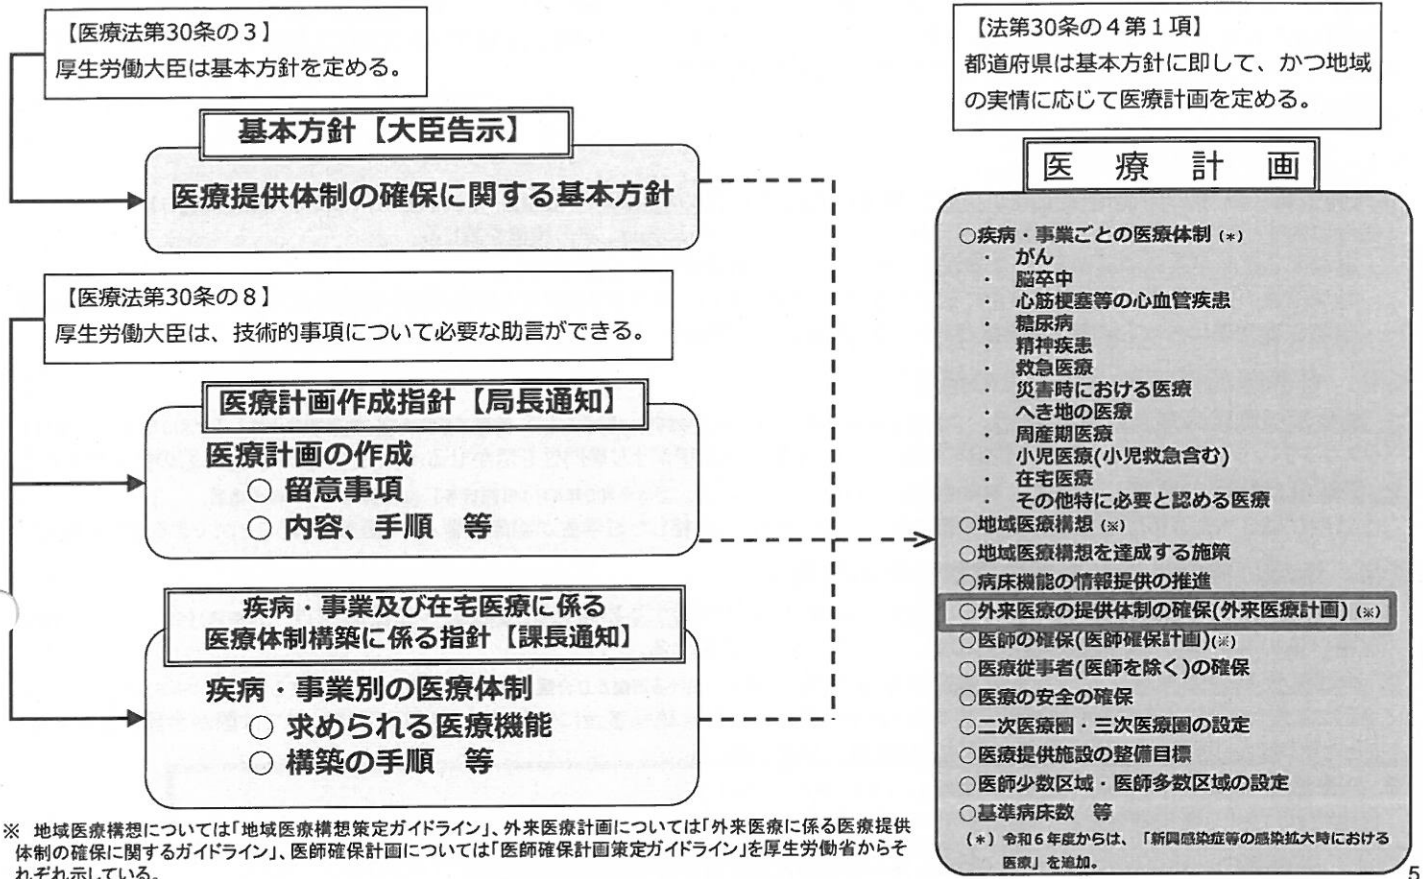 【医療法第30条の3】
厚生労働大臣は基本方針を定める。
基本方針【大臣告示】
医療提供体制の確保に関する基本方針
【医療法第30条の8】
厚生労働大臣は、技術的事項について必要な助言ができる。
医療計画作成指針【局長通知】
医療計画の作成
○ 留意事項
○ 内容、手順 等
疾病・事業及び在宅医療に係る
医療体制構築に係る指針【課長通知】
疾病・事業別の医療体制
○ 求められる医療機能
○ 構築の手順 等
※ 地域医療構想については「地域医療構想策定ガイドライン」、外来医療計画については「外来医療に係る医療提供
体制の確保に関するガイドライン」、医師確保計画については「医師確保計画策定ガイドライン」を厚生労働省からそ
れぞれ示している。
【法第30条の4第1項】
都道府県は基本方針に即して、かつ地域
の実情に応じて医療計画を定める。
医療計画
○疾病・事業ごとの医療体制(*)
・ がん
・ 脳卒中
・ 心筋梗塞等の心血管疾患
・ 糖尿病
・ 精神疾患
・ 救急医療
・ 災害時における医療
・ へき地の医療
・ 周産期医療
・ 小児医療(小児救急含む)
・ 在宅医療
・ その他特に必要と認める医療
○地域医療構想(※)
○地域医療構想を達成する施策
○病床機能の情報提供の推進
○外来医療の提供体制の確保(外来医療計画)(※)
○医師の確保(医師確保計画)(※)
○医療従事者(医師を除く)の確保
○医療の安全の確保
○二次医療圏・三次医療圏の設定
○医療提供施設の整備目標
○医師少数区域・医師多数区域の設定
○基準病床数 等
(*)令和6年度からは、「新興感染症等の感染拡大時における
医療」を追加。
5